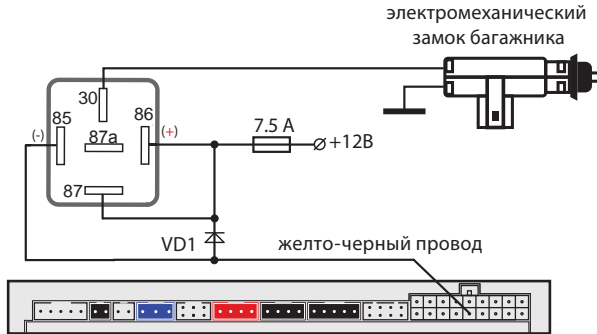 электромеханический
замок багажника
30
85
86
(-)
87a
(+)
7.5 А
+12В
87
VD1
желто-черный провод